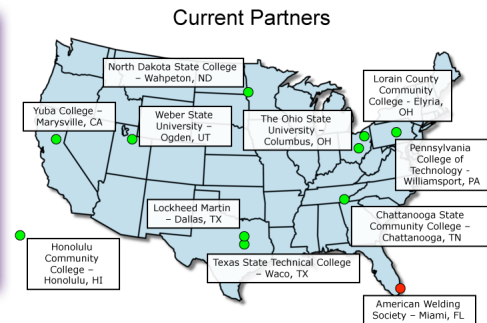 Current Partners
North Dakota State College
– Wahpeton, ND
Lorain County
Community
College - Elyria,
OH
Yuba College –
Marysville, CA
Weber State
University –
Ogden, UT
The Ohio State
University –
Columbus, OH
Pennsylvania
College of
Technology -
Williamsport, PA
Lockheed Martin
– Dallas, TX
Chattanooga State
Community College –
Chattanooga, TN
Honolulu
Community
College –
Honolulu, HI
Texas State Technical College
– Waco, TX
American Welding
Society – Miami, FL